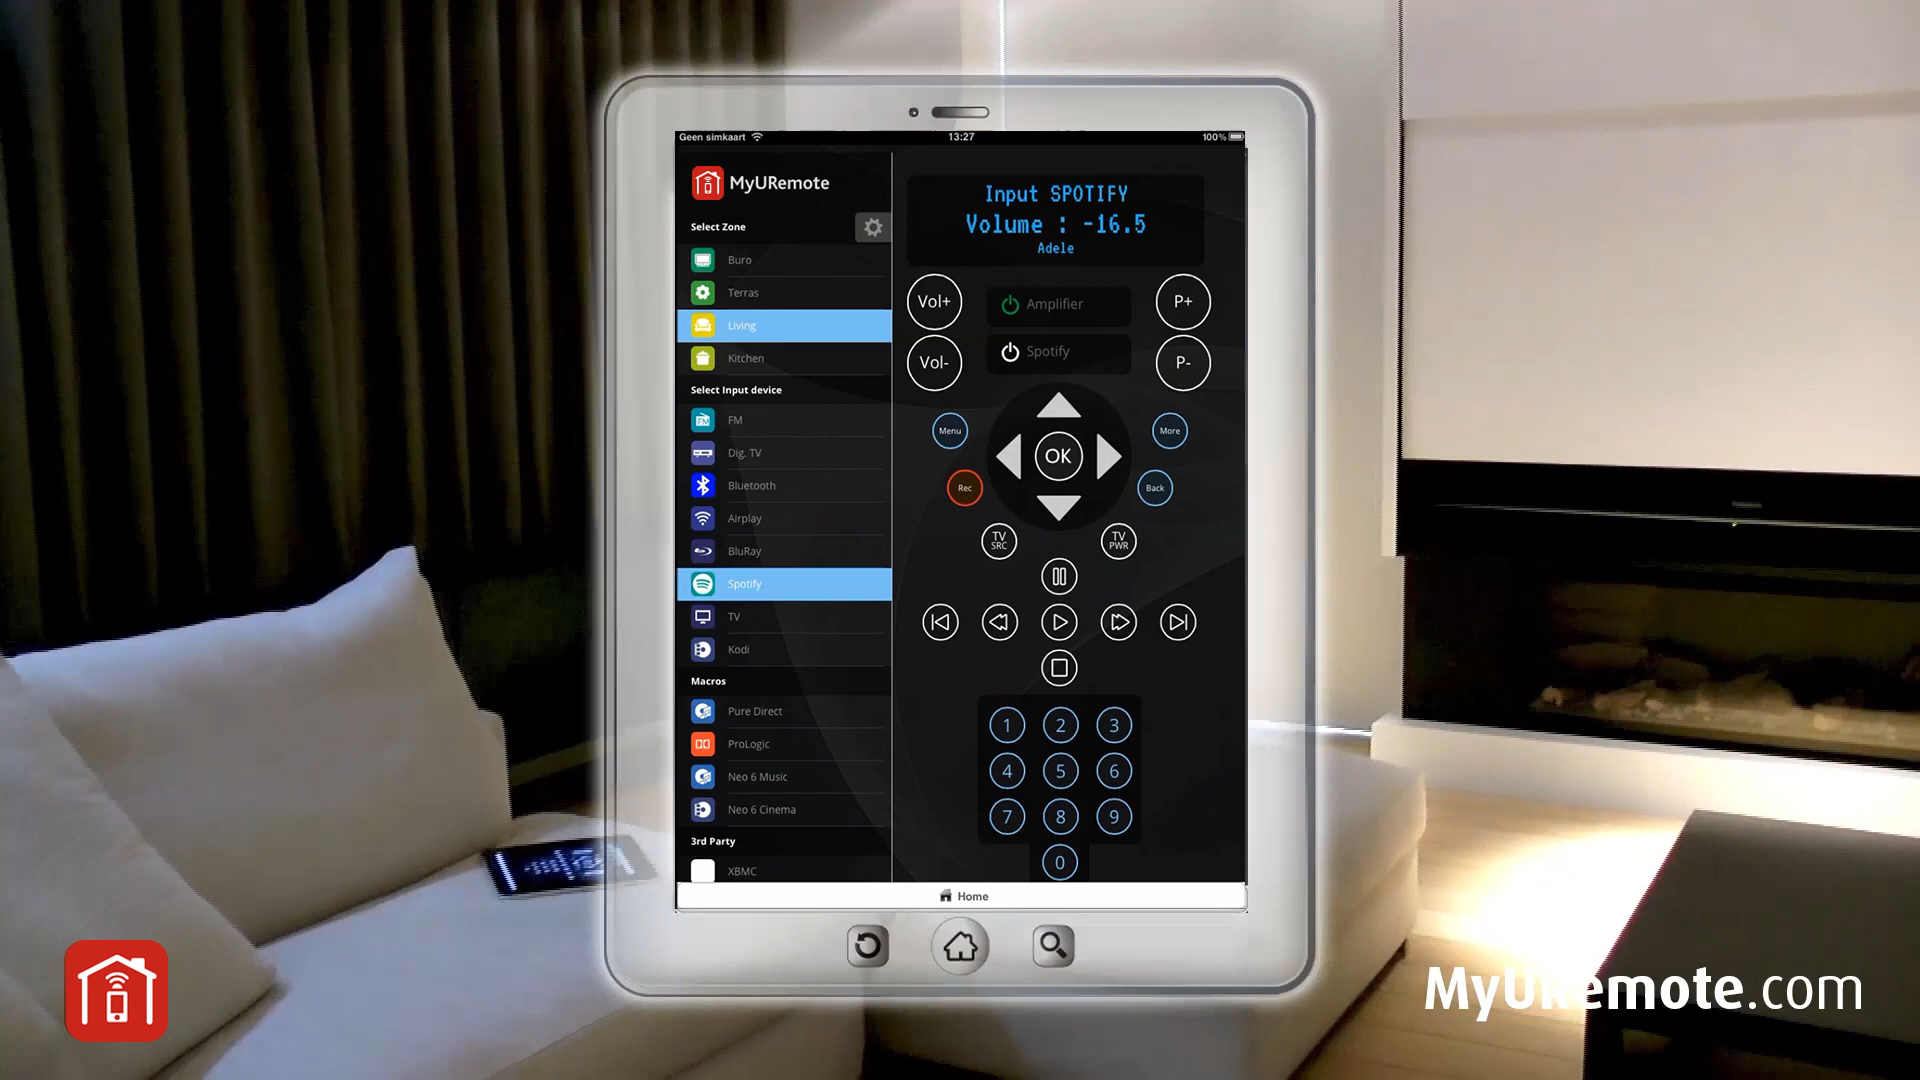 Geen simkaart
13:27
100%
MyURemote
Select Zone
Buro
Terras
Living
Kitchen
Select Input device
FM
Dig. TV
Bluetooth
Airplay
BluRay
Spotify
TV
Kodi
Macros
Pure Direct
ProLogic
Neo 6 Music
Neo 6 Cinema
3rd Party
XBMC
Input SPOTIFY
Volume : -16.5
Adele
Vol+
Amplifier
P+
Vol-
Spotify
P-
Menu
More
OK
Rec
Back
TV
SRC
TV
PWR
1 2 3
4 5 6
7 8 9
0
Home
MyURemote.com